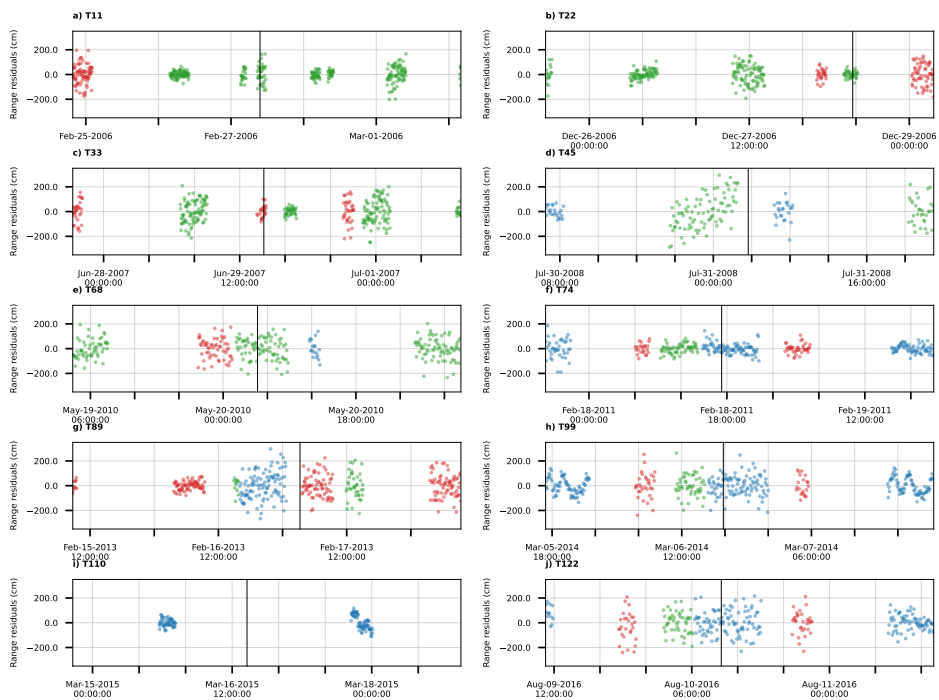 a) T11
Range residuals (cm)
200.0
0.0
−200.0
Feb-25-2006
Feb-27-2006
Mar-01-2006
b) T22
Range residuals (cm)
200.0
0.0
−200.0
Dec-26-2006
00:00:00
Dec-27-2006
12:00:00
Dec-29-2006
00:00:00
c) T33
Range residuals (cm)
200.0
0.0
−200.0
Jun-28-2007
00:00:00
Jun-29-2007
12:00:00
Jul-01-2007
00:00:00
d) T45
Range residuals (cm)
200.0
0.0
−200.0
Jul-30-2008
08:00:00
Jul-31-2008
00:00:00
Jul-31-2008
16:00:00
e) T68
Range residuals (cm)
200.0
0.0
−200.0
May-19-2010
06:00:00
May-20-2010
00:00:00
May-20-2010
18:00:00
f) T74
Range residuals (cm)
200.0
0.0
−200.0
Feb-18-2011
00:00:00
Feb-18-2011
18:00:00
Feb-19-2011
12:00:00
g) T89
Range residuals (cm)
200.0
0.0
−200.0
Feb-15-2013
12:00:00
Feb-16-2013
12:00:00
Feb-17-2013
12:00:00
h) T99
Range residuals (cm)
200.0
0.0
−200.0
Mar-05-2014
18:00:00
Mar-06-2014
12:00:00
Mar-07-2014
06:00:00
i) T110
Range residuals (cm)
200.0
0.0
−200.0
Mar-15-2015
00:00:00
Mar-16-2015
12:00:00
Mar-18-2015
00:00:00
j) T122
Range residuals (cm)
200.0
0.0
−200.0
Aug-09-2016
12:00:00
Aug-10-2016
06:00:00
Aug-11-2016
00:00:00